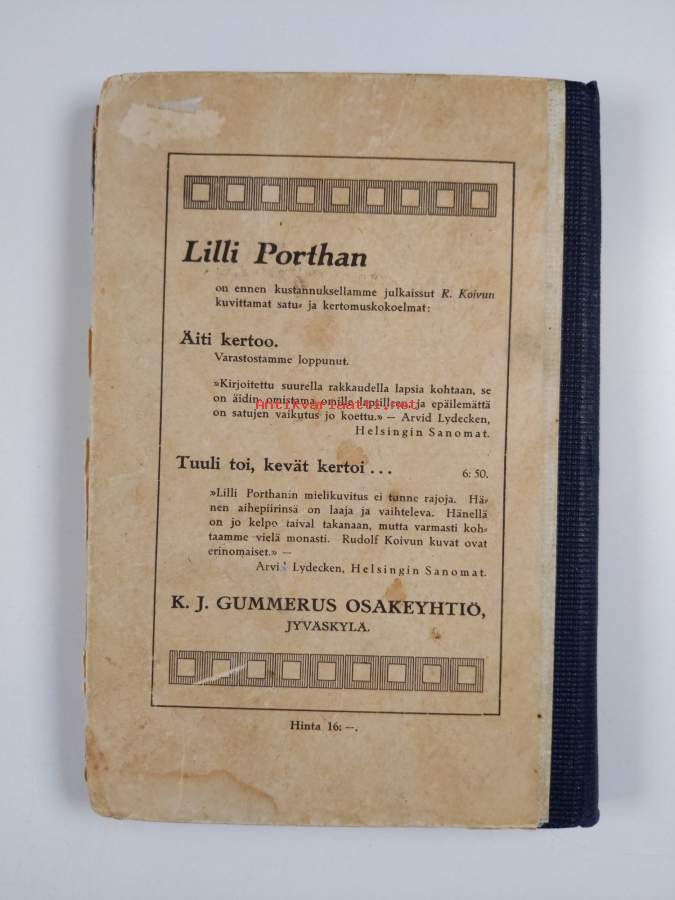 Lilli Porthan
on ennen kustannuksellamme julkaissut R. Koivun
kuvittamat satu- ja kertomuskokoelmat:
Äiti kertoo.
Varastostamme loppunut.
»Kirjoitettu suurella rakkaudella lapsia kohtaan, se
on äidin omistama omille lapsilleen ja epäilemättä
on satujen vaikutus jo koettu.» — Arvid Lydecken,
Helsingin Sanomat.
Antikvariaatti.net
Tuuli toi, kevät kertoi ... 6: 50.
»Lilli Porthanin mielikuvitus ei tunne rajoja. Hä-
nen aihepiirinsä on laaja ja vaihteleva. Hänellä
on jo kelpo taival takanaan, mutta varmasti koh-
taamme vielä monasti. Rudolf Koivun kuvat ovat
erinomaiset.» —
Arvid Lydecken, Helsingin Sanomat.
K. J. GUMMERUS OSAKEYHTIÖ,
JYVÄSKYLÄ.
Hinta 16: —.